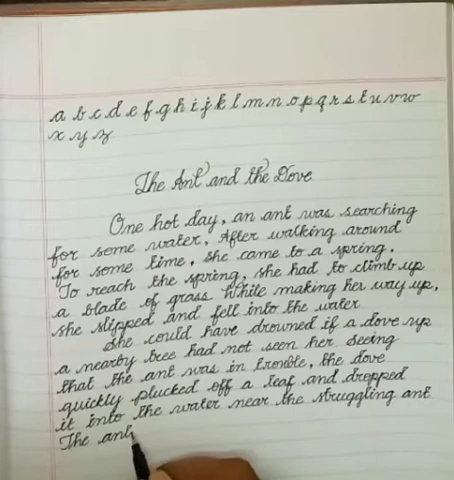 a b c d e f g h i j k l m n o p q r s t u v w
x y z
The Ant and the Dove
One hot day, an ant was searching
for some water, After walking around
for some time, she came to a spring.
To reach the spring, she had to climb up
a blade of grass While making her way up,
she slipped and fell into the water
She could have drowned if a dove up
a nearby tree had not seen her seeing
that the ant was in trouble, the dove
quickly plucked off a leaf and dropped
it into the water near the struggling ant
The ant